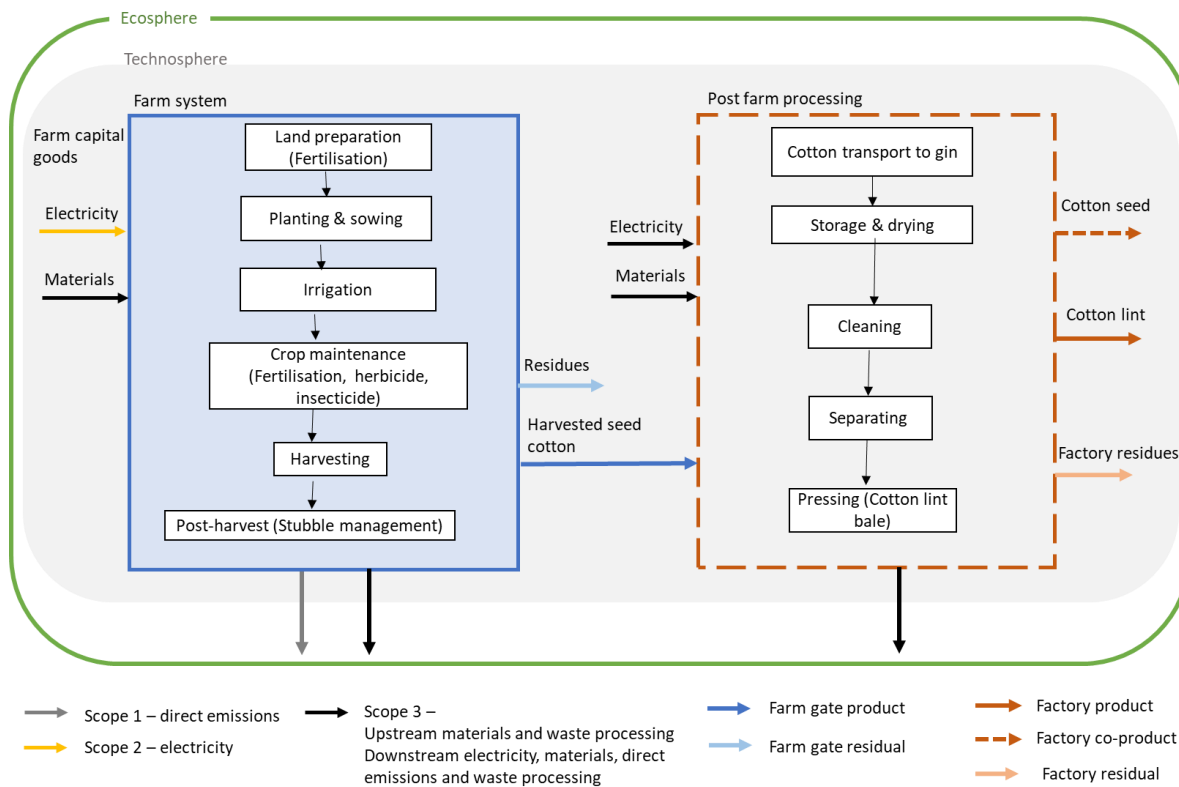 Ecosphere
Technosphere
Farm system
Post farm processing
Farm capital
goods
Electricity
Materials
Land preparation
(Fertilisation)
Planting & sowing
Irrigation
Crop maintenance
(Fertilisation, herbicide,
insecticide)
Harvesting
Post-harvest (Stubble management)
Residues
Harvested seed
cotton
Electricity
Materials
Cotton transport to gin
Storage & drying
Cleaning
Separating
Pressing (Cotton lint
bale)
Cotton seed
Cotton lint
Factory residues
Scope 1 – direct emissions
Scope 2 – electricity
Scope 3 –
Upstream materials and waste processing
Downstream electricity, materials, direct
emissions and waste processing
Farm gate product
Farm gate residual
Factory product
Factory co-product
Factory residual